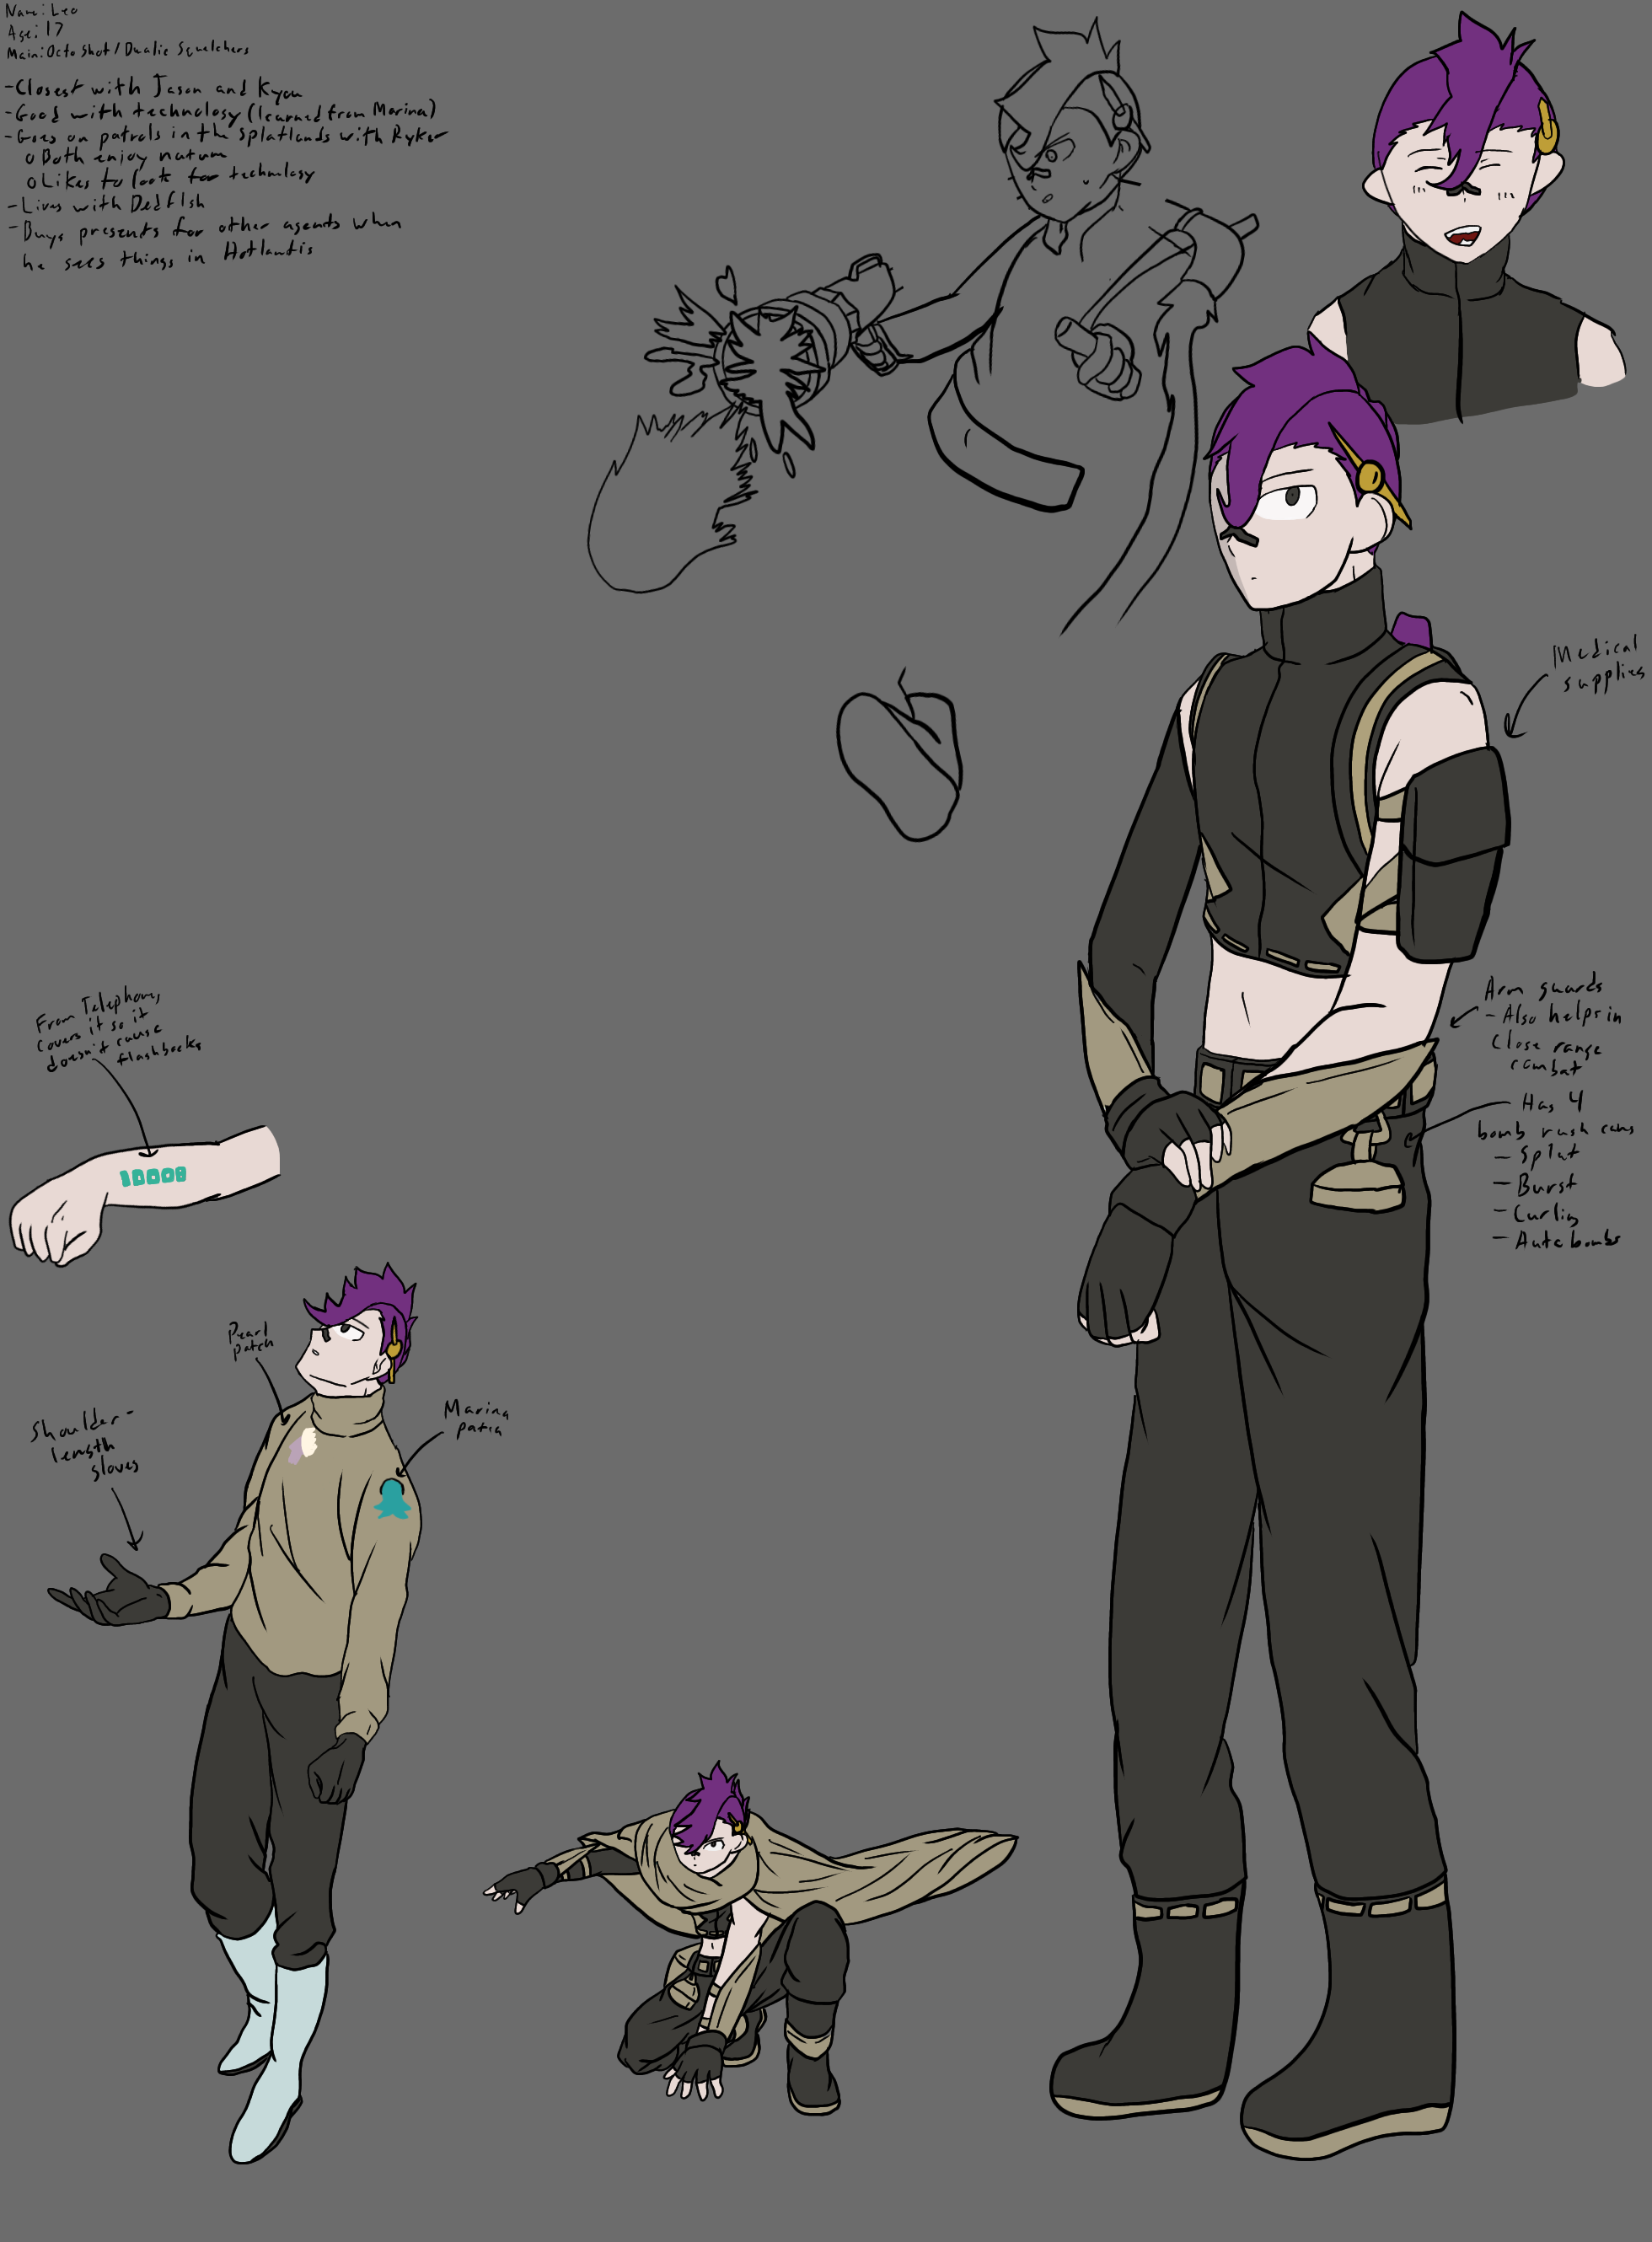 Name: Leo
Age: 17
Main: Octo Shot / Dualie Squelchers
-Closest with Jason and Kyou
-Good with technology (learned from Marina)
-Goes on patrols in the Splatlands with Ryker
o Both enjoy nature
o Likes to look for technology
-Lives with Dedf1sh
-Buys presents for other agents when
he sees things in Hotlantis
Medical
supplies
Arm guards
- Also helps in
close range
combat
- Has 4
bomb rush cans
- Splat
- Burst
- Curling
- Autobombs
From Telephone,
covers it so it
doesn't cause
flashbacks
10008
Pearl
patch
Marina
patch
Shoulder-
length
gloves